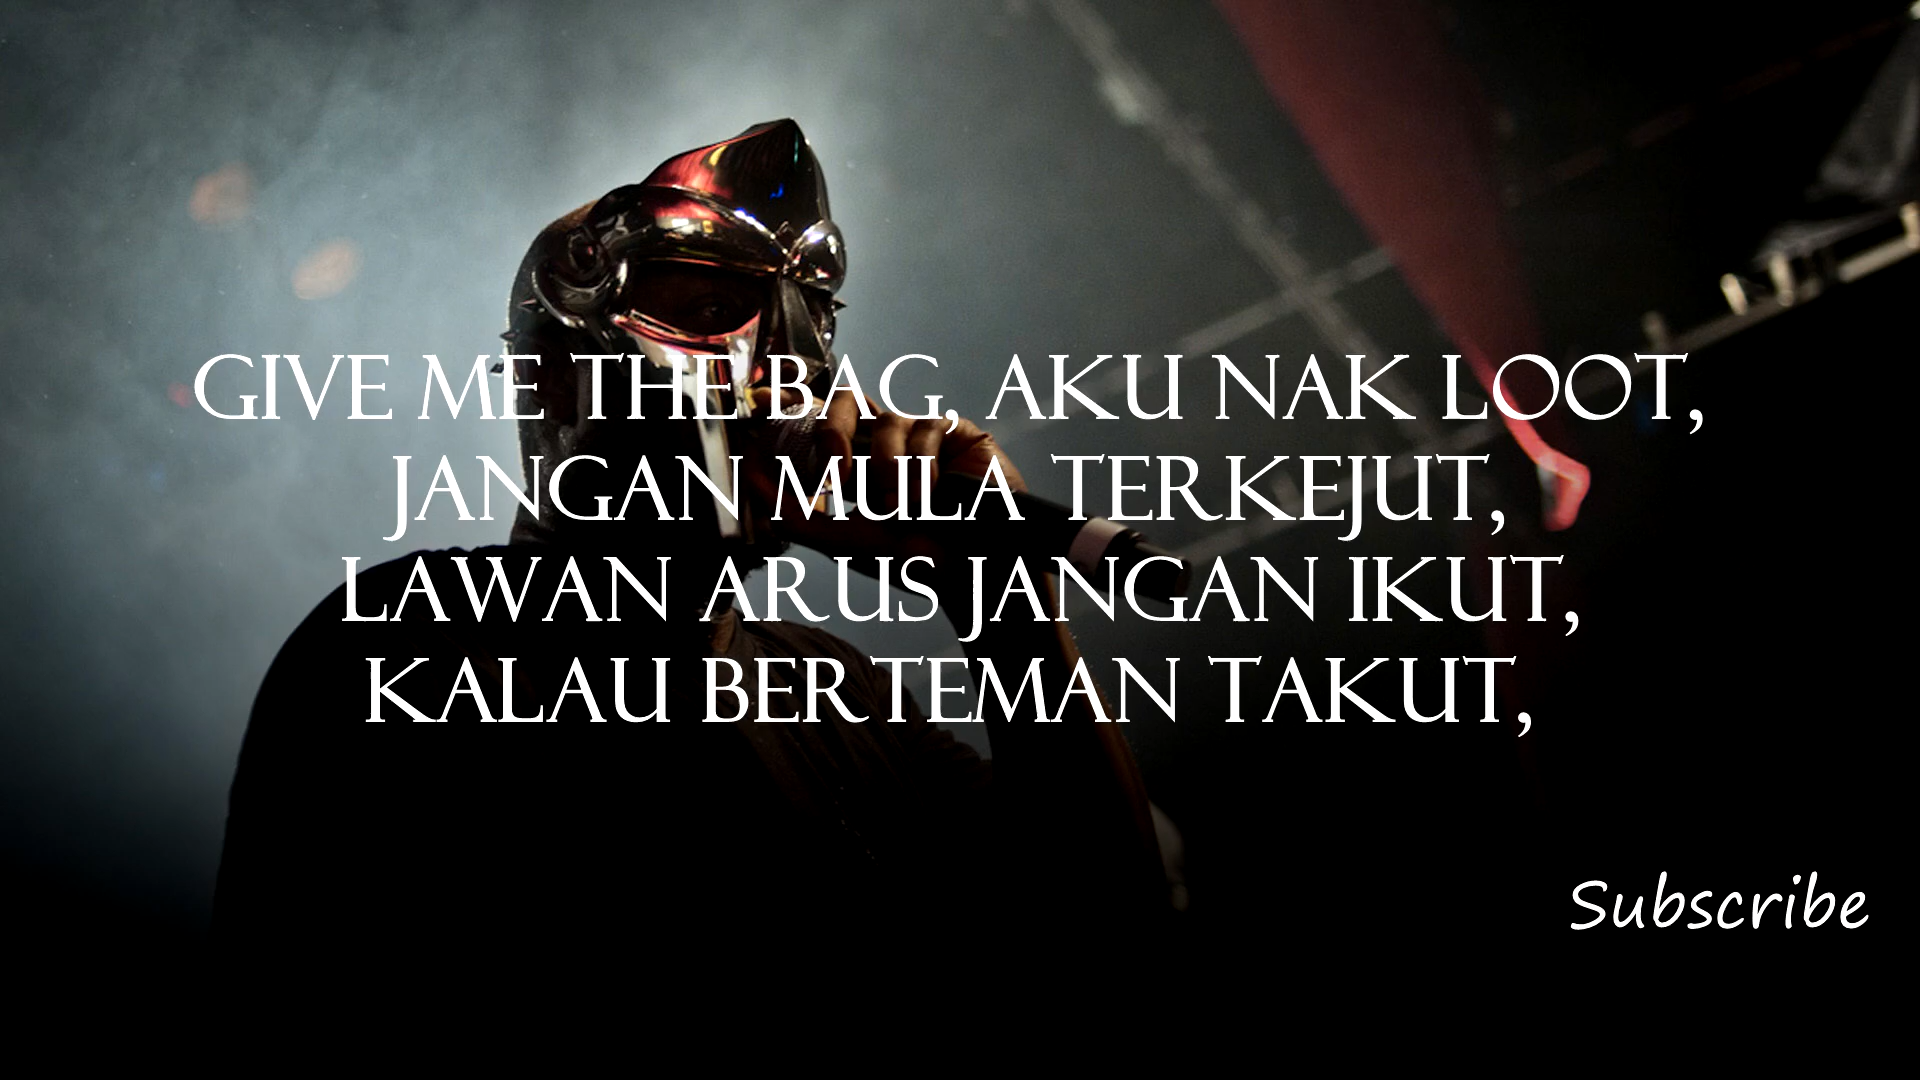 GIVE ME THE BAG, AKU NAK LOOT,
JANGAN MULA TERKEJUT,
LAWAN ARUS JANGAN IKUT,
KALAU BERTEMAN TAKUT,
Subscribe